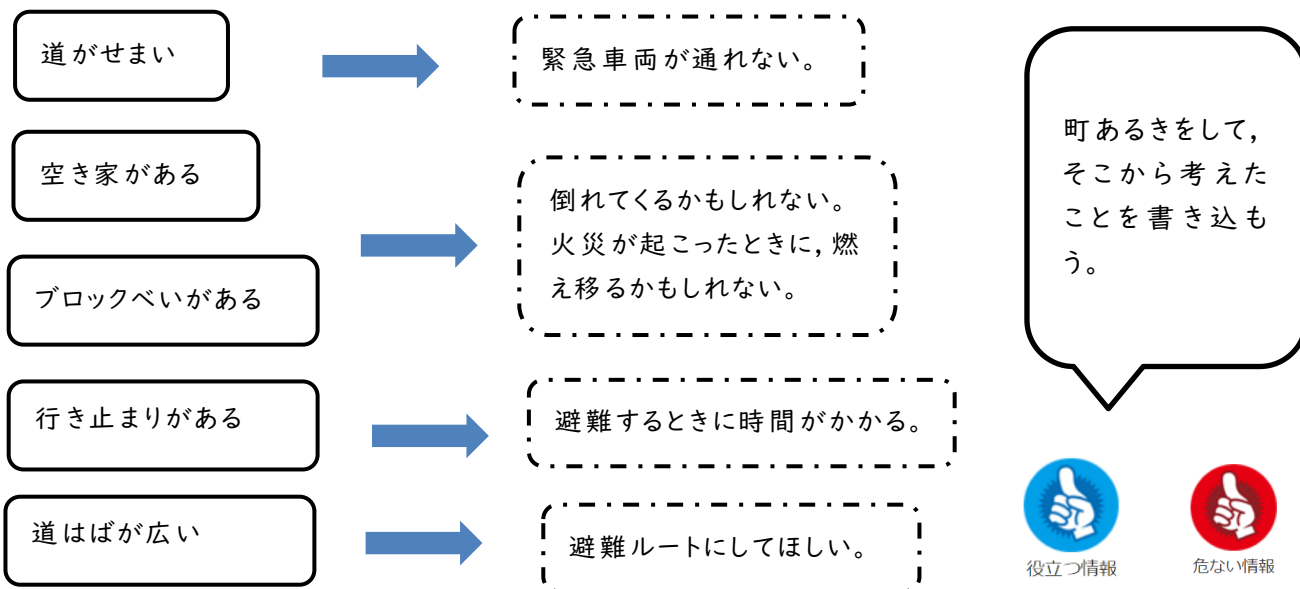 道がせまい
緊急車両が通れない。
空き家がある
ブロックべいがある
倒れてくるかもしれない。
火災が起こったときに，燃
え移るかもしれない。
行き止まりがある
避難するときに時間がかかる。
道はばが広い
避難ルートにしてほしい。
町あるきをして，
そこから考えた
ことを書き込も
う。
役立つ情報
危ない情報